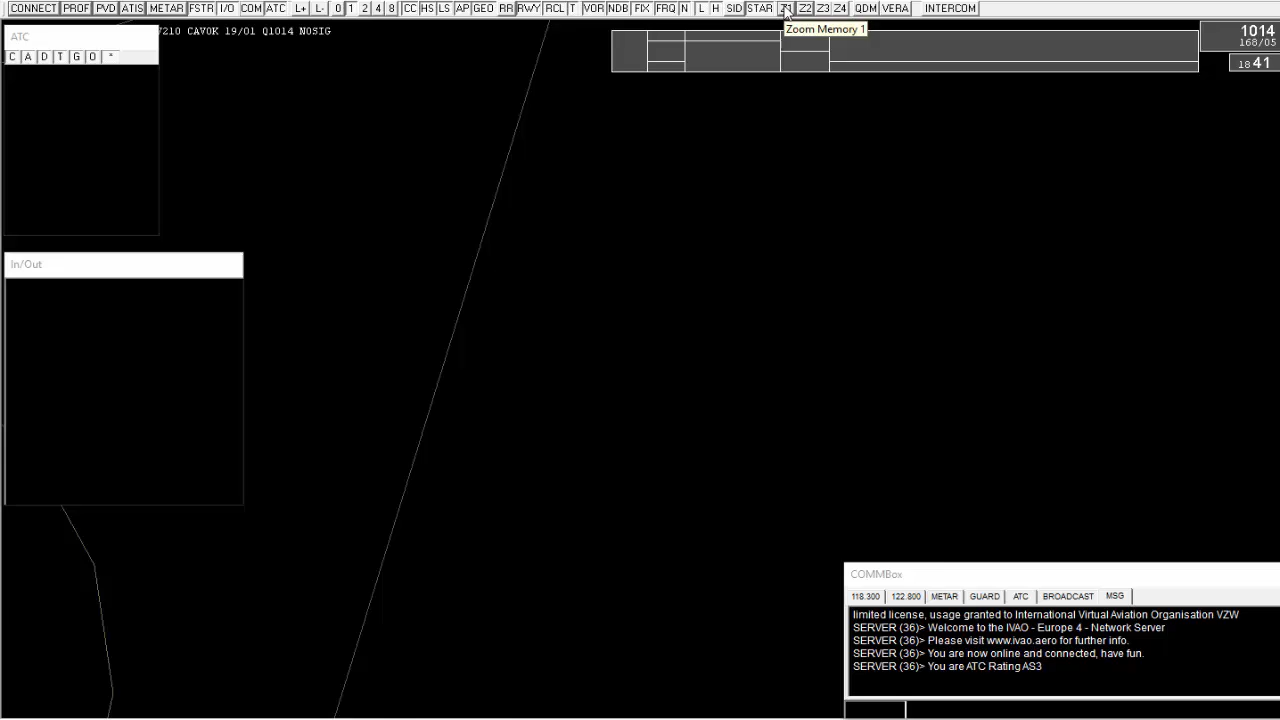 CONNECT PROF PVD ATIS METAR FSTR I/O COM ATC L+ L- 0 1 2 4 8 CC HS LS AP GEO RR RWY RCL T VOR NDB FIX FRQ N L H SID STAR Z1 Z2 Z3 Z4 QDM VERA INTERCOM
Zoom Memory 1
ATC
V210 CAVOK 19/01 Q1014 NOSIG
1014
168/05
18 41
C A D T G O *
In/Out
COMMBox
118.300 122.800 METAR GUARD ATC BROADCAST MSG
limited license, usage granted to International Virtual Aviation Organisation VZW
SERVER (36)> Welcome to the IVAO - Europe 4 - Network Server
SERVER (36)> Please visit www.ivao.aero for further info.
SERVER (36)> You are now online and connected, have fun.
SERVER (36)> You are ATC Rating AS3